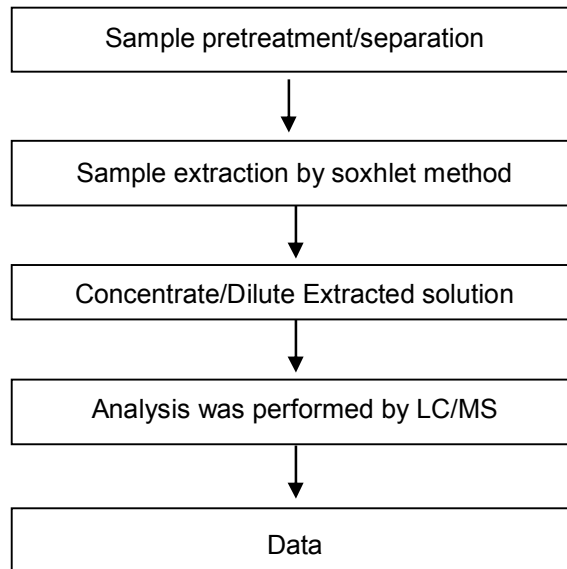 Sample pretreatment/separation
Sample extraction by soxhlet method
Concentrate/Dilute Extracted solution
Analysis was performed by LC/MS
Data